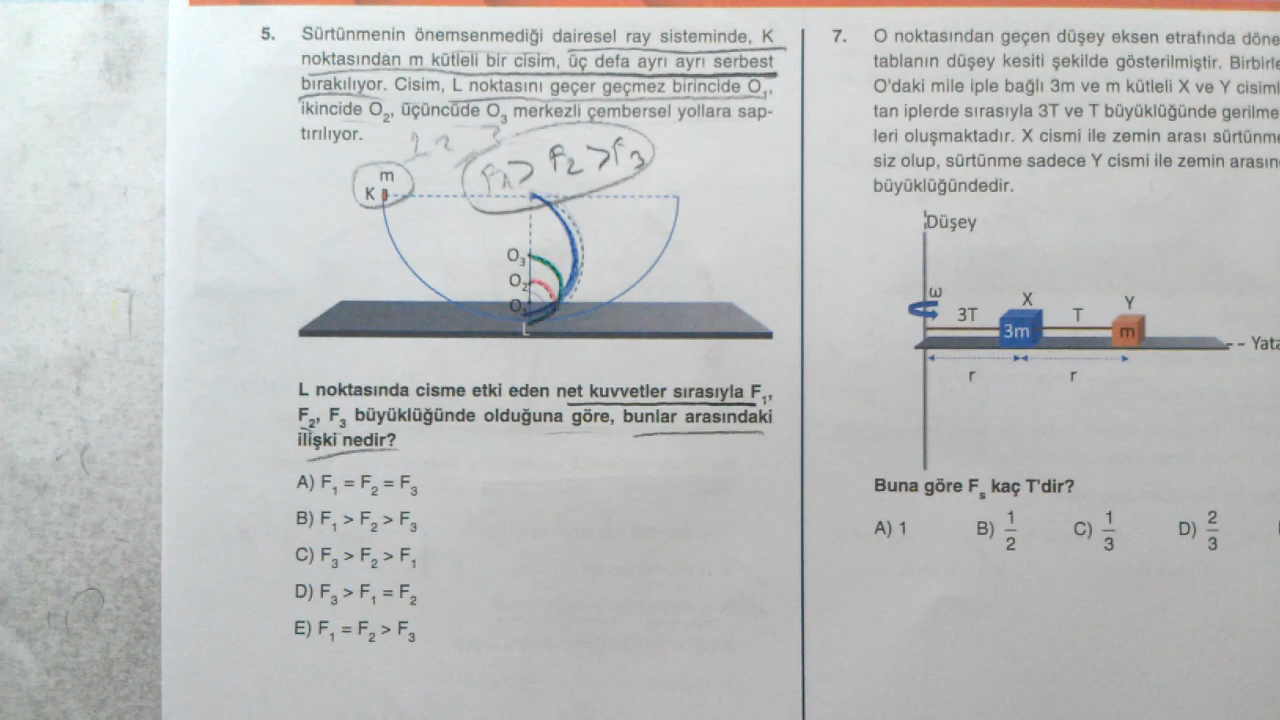 5. Sürtünmenin önemsenmediği dairesel ray sisteminde, K
noktasından m kütleli bir cisim, üç defa ayrı ayrı serbest
bırakılıyor. Cisim, L noktasını geçer geçmez birincide O₁,
ikincide O₂, üçüncüde O₃ merkezli çembersel yollara sap-
tırılıyor.
F₁ > F₂ > F₃
m
K
O₃
O₂
O₁
L
L noktasında cisme etki eden net kuvvetler sırasıyla F₁,
F₂, F₃ büyüklüğünde olduğuna göre, bunlar arasındaki
ilişki nedir?
A) F₁ = F₂ = F₃
B) F₁ > F₂ > F₃
C) F₃ > F₂ > F₁
D) F₃ > F₁ = F₂
E) F₁ = F₂ > F₃
7. O noktasından geçen düşey eksen etrafında döne
tablanın düşey kesiti şekilde gösterilmiştir. Birbirle
O'daki mile iple bağlı 3m ve m kütleli X ve Y cisiml
tan iplerde sırasıyla 3T ve T büyüklüğünde gerilme
leri oluşmaktadır. X cismi ile zemin arası sürtünme
siz olup, sürtünme sadece Y cismi ile zemin arasın
büyüklüğündedir.
Düşey
ω
3T X T Y
3m m
Yata
r r
Buna göre Fₛ kaç T'dir?
A) 1 B) 1/2 C) 1/3 D) 2/3